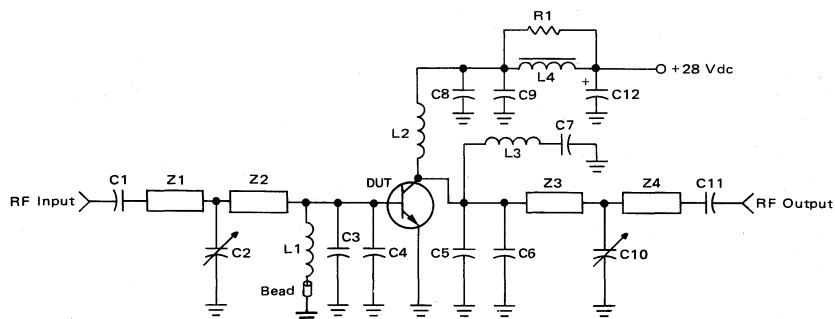 R1
+28 Vdc
L4
+
C8
C9
C12
L2
C7
L3
C1
Z1
Z2
DUT
Z3
Z4
C11
RF Input
RF Output
C2
L1
C3
C4
C5
C6
C10
Bead